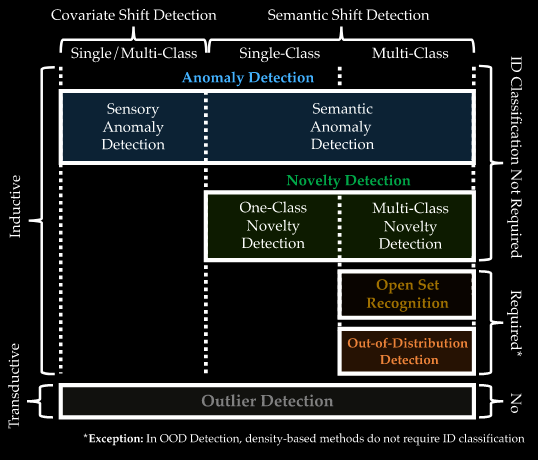 Covariate Shift Detection
Semantic Shift Detection
Single/Multi-Class
Single-Class
Multi-Class
Anomaly Detection
Sensory
Anomaly
Detection
Semantic
Anomaly
Detection
Novelty Detection
One-Class
Novelty
Detection
Multi-Class
Novelty
Detection
Open Set
Recognition
Out-of-Distribution
Detection
Outlier Detection
Inductive
Transductive
ID Classification Not Required
Required*
No
*Exception: In OOD Detection, density-based methods do not require ID classification